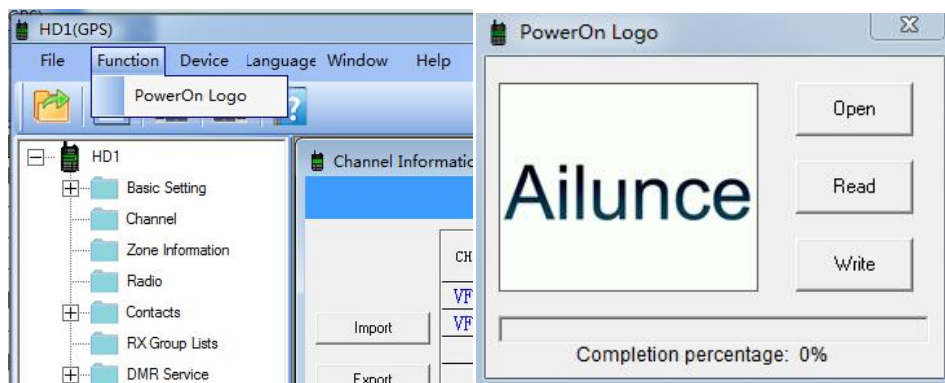 HD1(GPS)
File Function Device Language Window Help
PowerOn Logo
HD1
Basic Setting
Channel
Zone Information
Radio
Contacts
RX Group Lists
DMR Service
Channel Informatic
CH
VF
VF
Import
Export
PowerOn Logo
Ailunce
Open
Read
Write
Completion percentage: 0%